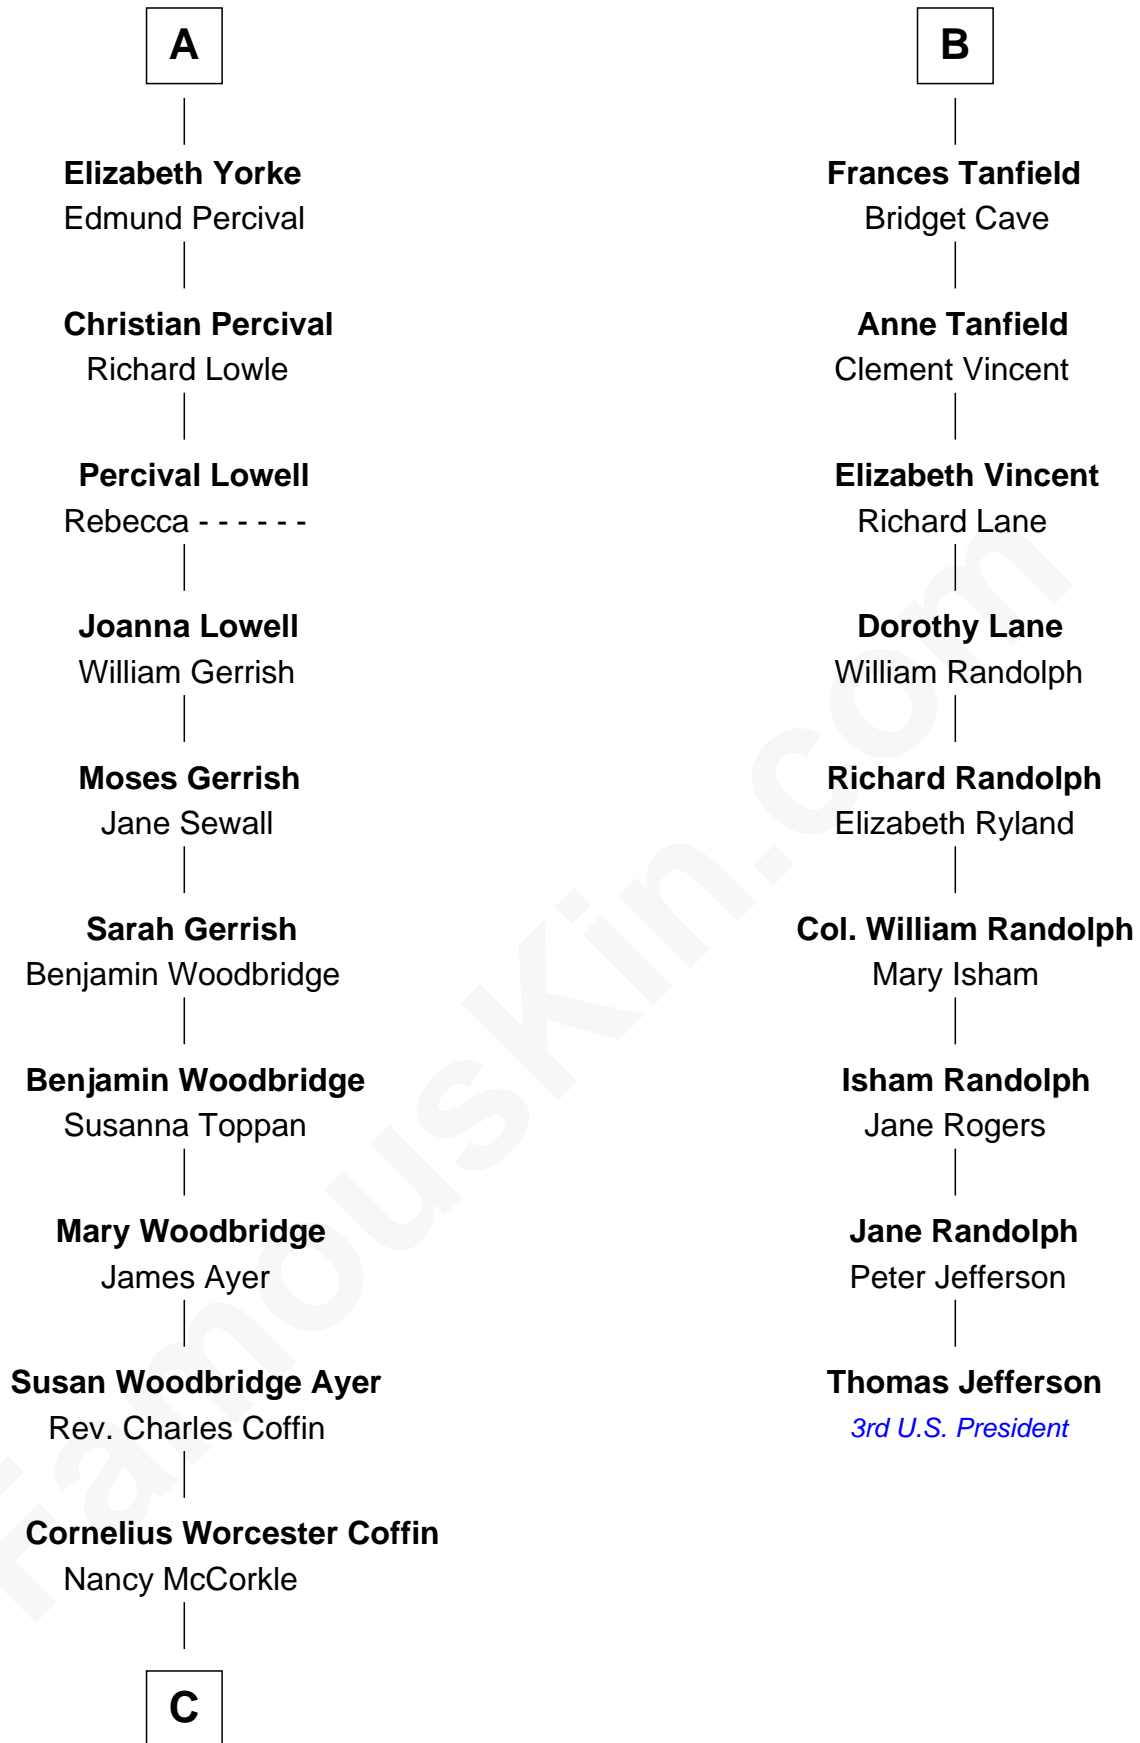 A
Elizabeth Yorke
Edmund Percival
Christian Percival
Richard Lowle
Percival Lowell
Rebecca - - - - - -
Joanna Lowell
William Gerrish
Moses Gerrish
Jane Sewall
Sarah Gerrish
Benjamin Woodbridge
Benjamin Woodbridge
Susanna Toppan
Mary Woodbridge
James Ayer
Susan Woodbridge Ayer
Rev. Charles Coffin
Cornelius Worcester Coffin
Nancy McCorkle
C
B
Frances Tanfield
Bridget Cave
Anne Tanfield
Clement Vincent
Elizabeth Vincent
Richard Lane
Dorothy Lane
William Randolph
Richard Randolph
Elizabeth Ryland
Col. William Randolph
Mary Isham
Isham Randolph
Jane Rogers
Jane Randolph
Peter Jefferson
Thomas Jefferson
3rd U.S. President
FamousKin.com